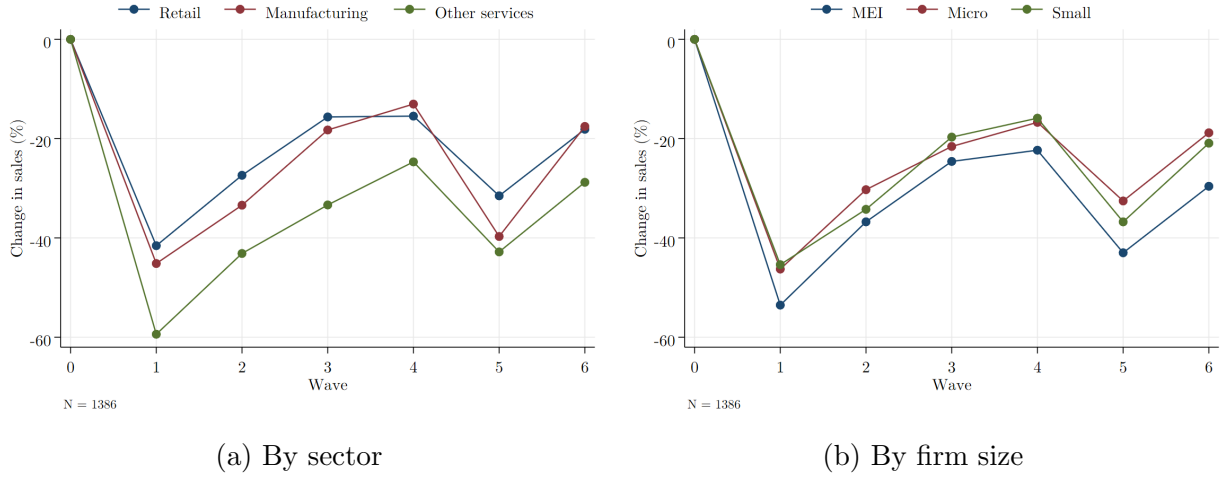 Retail Manufacturing Other services
0
-20
-40
-60
Change in sales (%)
0 1 2 3 4 5 6
Wave
N = 1386
(a) By sector
MEI Micro Small
0
-20
-40
-60
Change in sales (%)
0 1 2 3 4 5 6
Wave
N = 1386
(b) By firm size